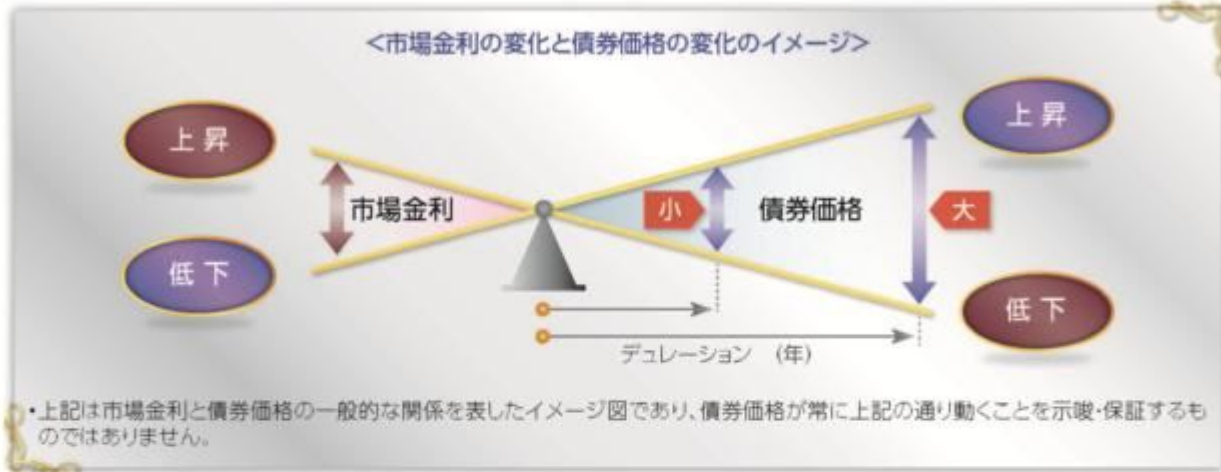 <市場金利の変化と債券価格の変化のイメージ>
上昇
上昇
市場金利
小
債券価格
大
低下
低下
デュレーション (年)
・上記は市場金利と債券価格の一般的な関係を表したイメージ図であり、債券価格が常に上記の通り動くことを示唆・保証するも
のではありません。